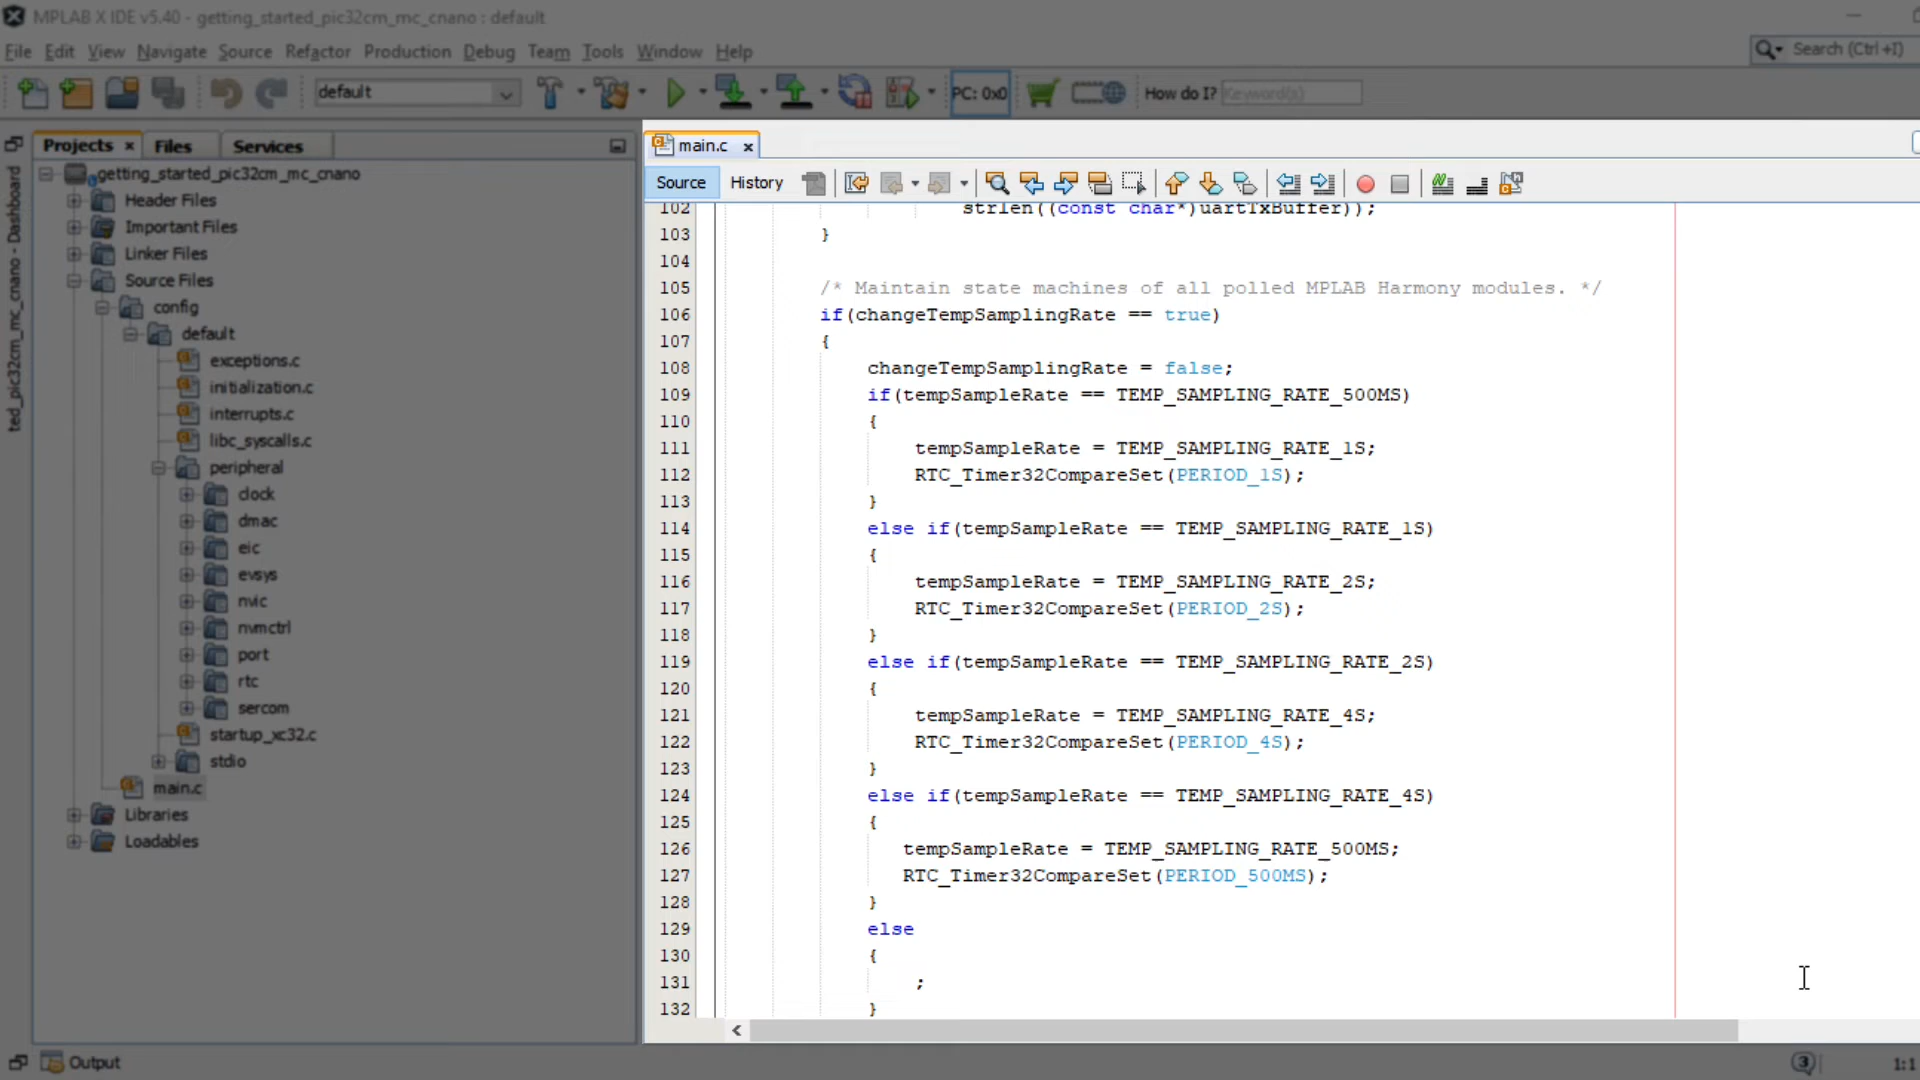 MPLAB X IDE v5.40 - getting_started_pic32cm_mc_cnano : default
File Edit View Navigate Source Refactor Production Debug Team Tools Window Help
Search (Ctrl+I)
default
PC: 0x0
How do I? Keyword(s)
Projects Files Services
main.c
Source History
ted_pic32cm_mc_cnano - Dashboard
getting_started_pic32cm_mc_cnano
Header Files
Important Files
Linker Files
Source Files
config
default
exceptions.c
initialization.c
interrupts.c
libc_syscalls.c
peripheral
clock
dmac
eic
evsys
nvic
nvmctrl
port
rtc
sercom
startup_xc32.c
stdio
main.c
Libraries
Loadables
102 strlen((const char*)uartTxBuffer));
103 }
104
105 /* Maintain state machines of all polled MPLAB Harmony modules. */
106 if(changeTempSamplingRate == true)
107 {
108 changeTempSamplingRate = false;
109 if(tempSampleRate == TEMP_SAMPLING_RATE_500MS)
110 {
111 tempSampleRate = TEMP_SAMPLING_RATE_1S;
112 RTC_Timer32CompareSet(PERIOD_1S);
113 }
114 else if(tempSampleRate == TEMP_SAMPLING_RATE_1S)
115 {
116 tempSampleRate = TEMP_SAMPLING_RATE_2S;
117 RTC_Timer32CompareSet(PERIOD_2S);
118 }
119 else if(tempSampleRate == TEMP_SAMPLING_RATE_2S)
120 {
121 tempSampleRate = TEMP_SAMPLING_RATE_4S;
122 RTC_Timer32CompareSet(PERIOD_4S);
123 }
124 else if(tempSampleRate == TEMP_SAMPLING_RATE_4S)
125 {
126 tempSampleRate = TEMP_SAMPLING_RATE_500MS;
127 RTC_Timer32CompareSet(PERIOD_500MS);
128 }
129 else
130 {
131 ;
132 }
Output
3
1:1